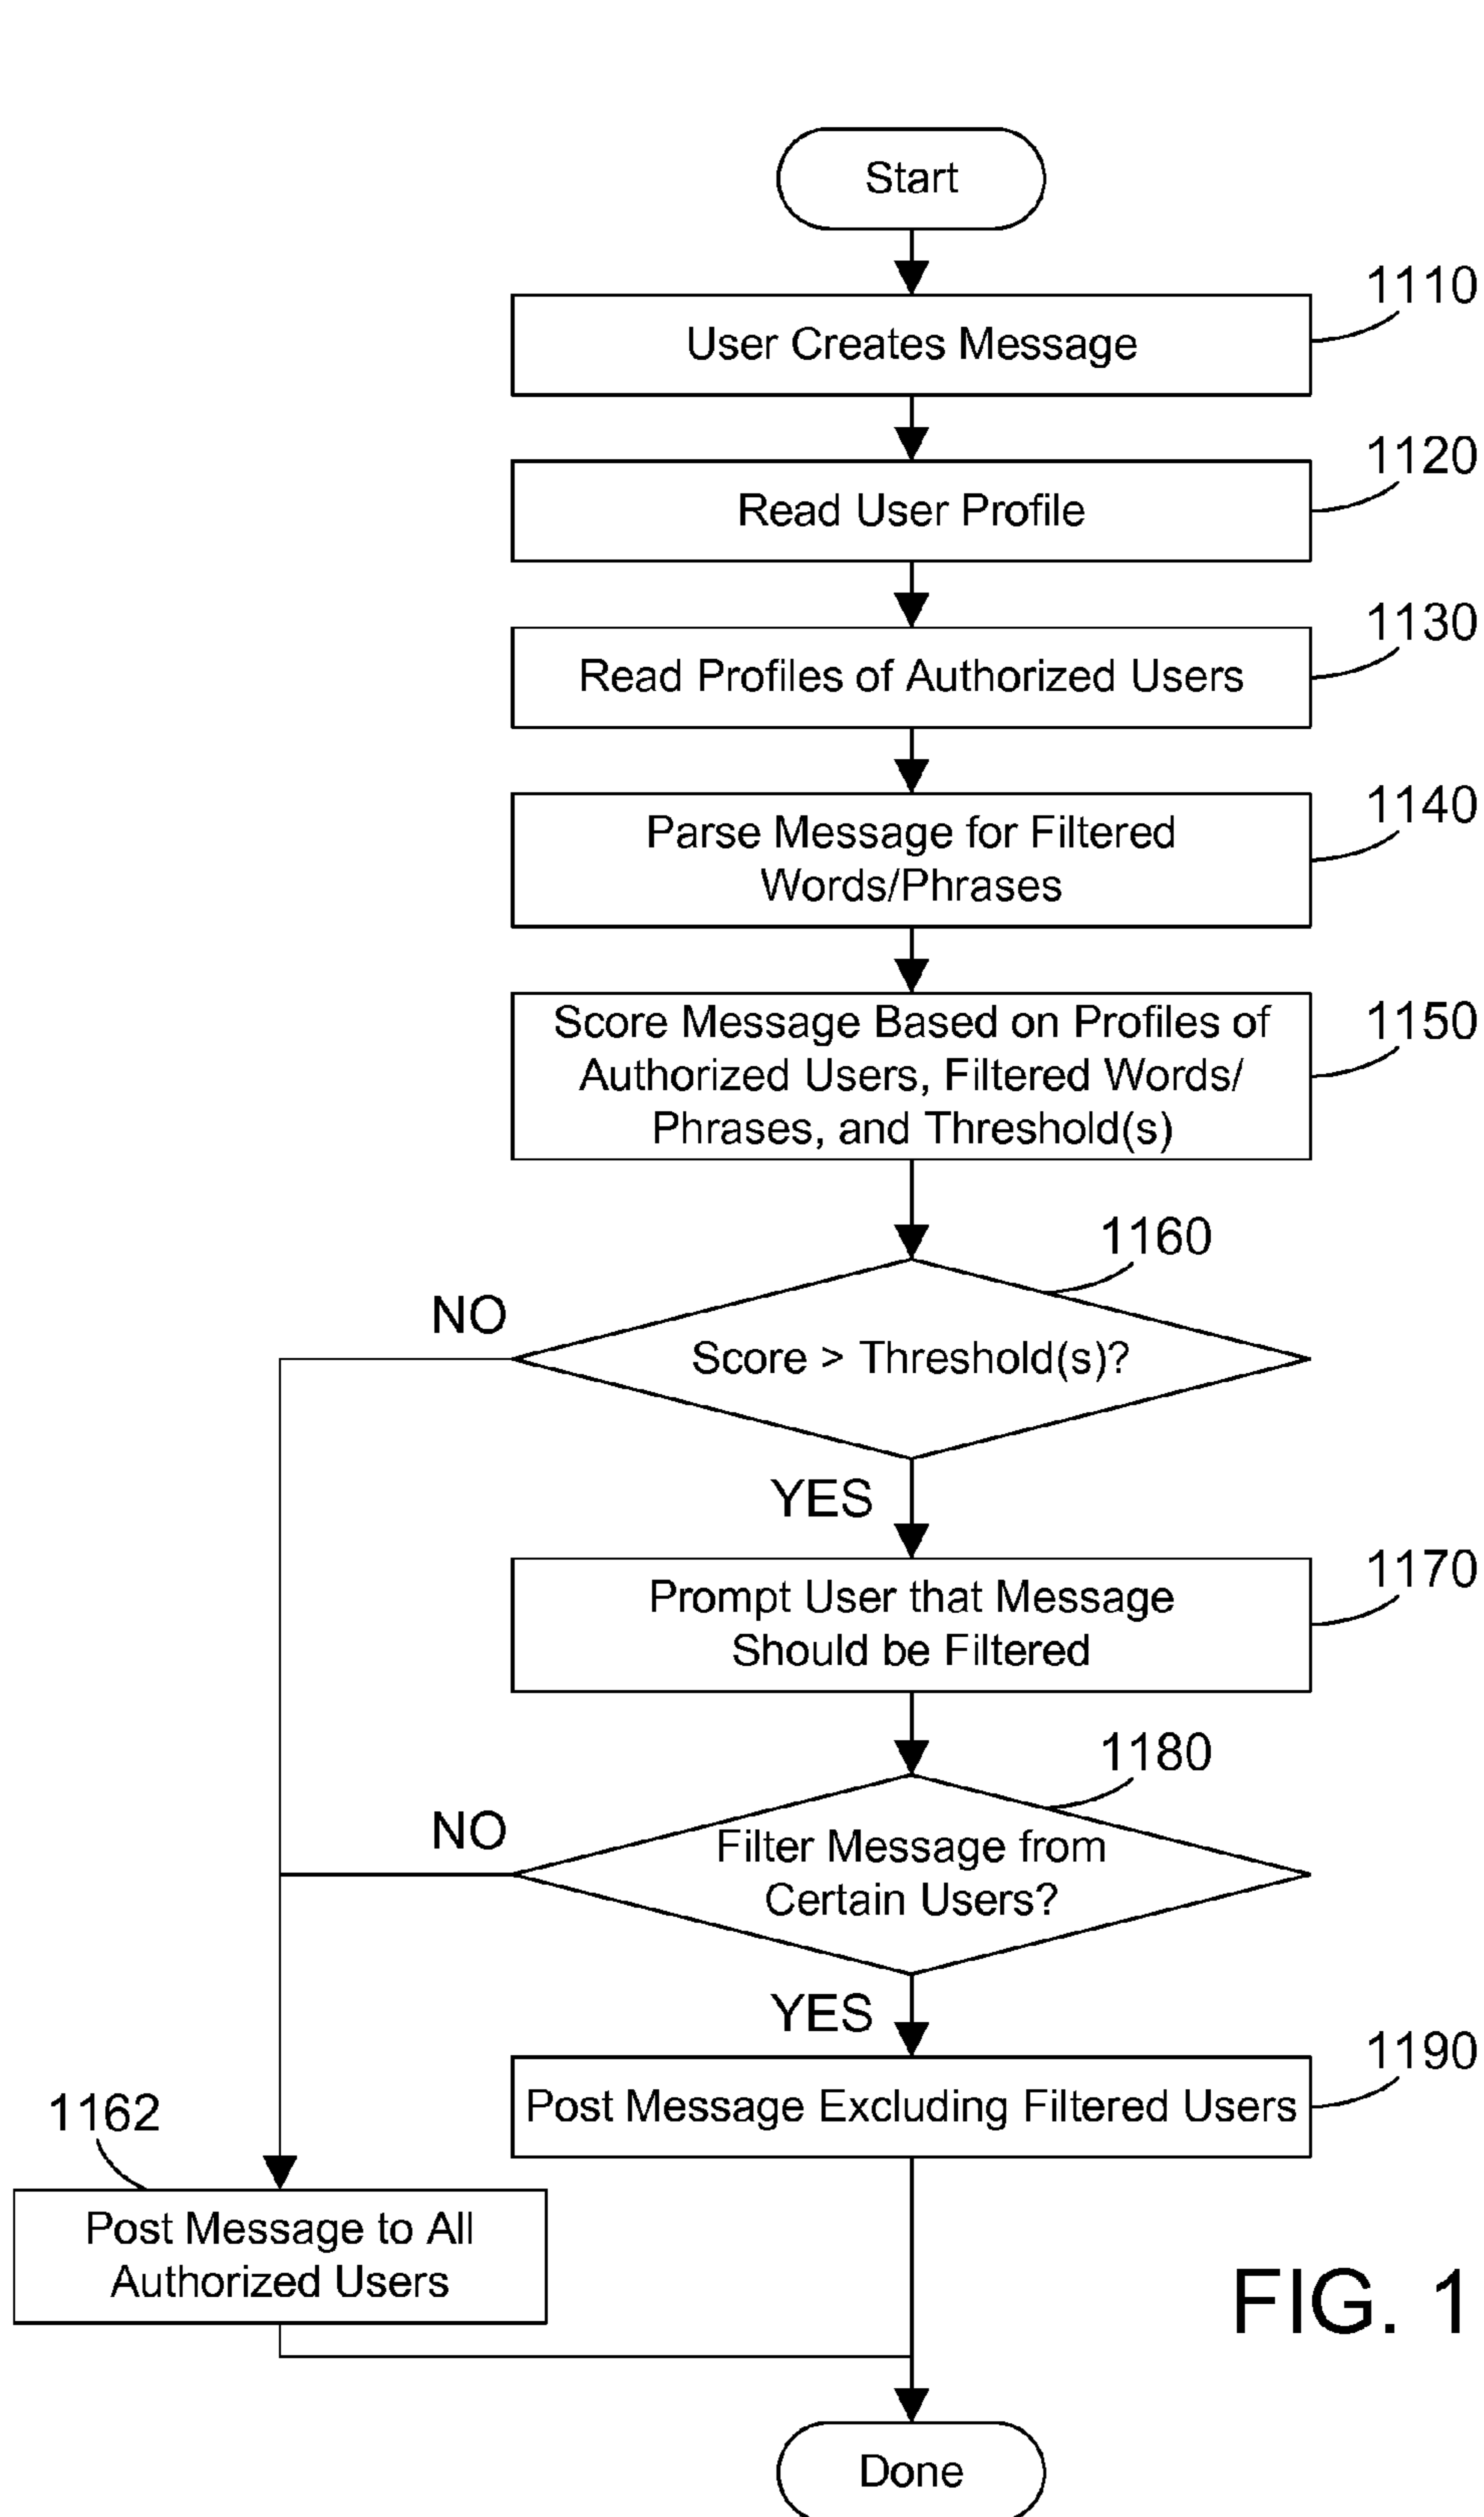 Start
1110
User Creates Message
1120
Read User Profile
1130
Read Profiles of Authorized Users
1140
Parse Message for Filtered
Words/Phrases
1150
Score Message Based on Profiles of
Authorized Users, Filtered Words/
Phrases, and Threshold(s)
1160
NO
Score > Threshold(s)?
YES
1170
Prompt User that Message
Should be Filtered
1180
NO
Filter Message from
Certain Users?
YES
1190
Post Message Excluding Filtered Users
1162
Post Message to All
Authorized Users
FIG. 1
Done